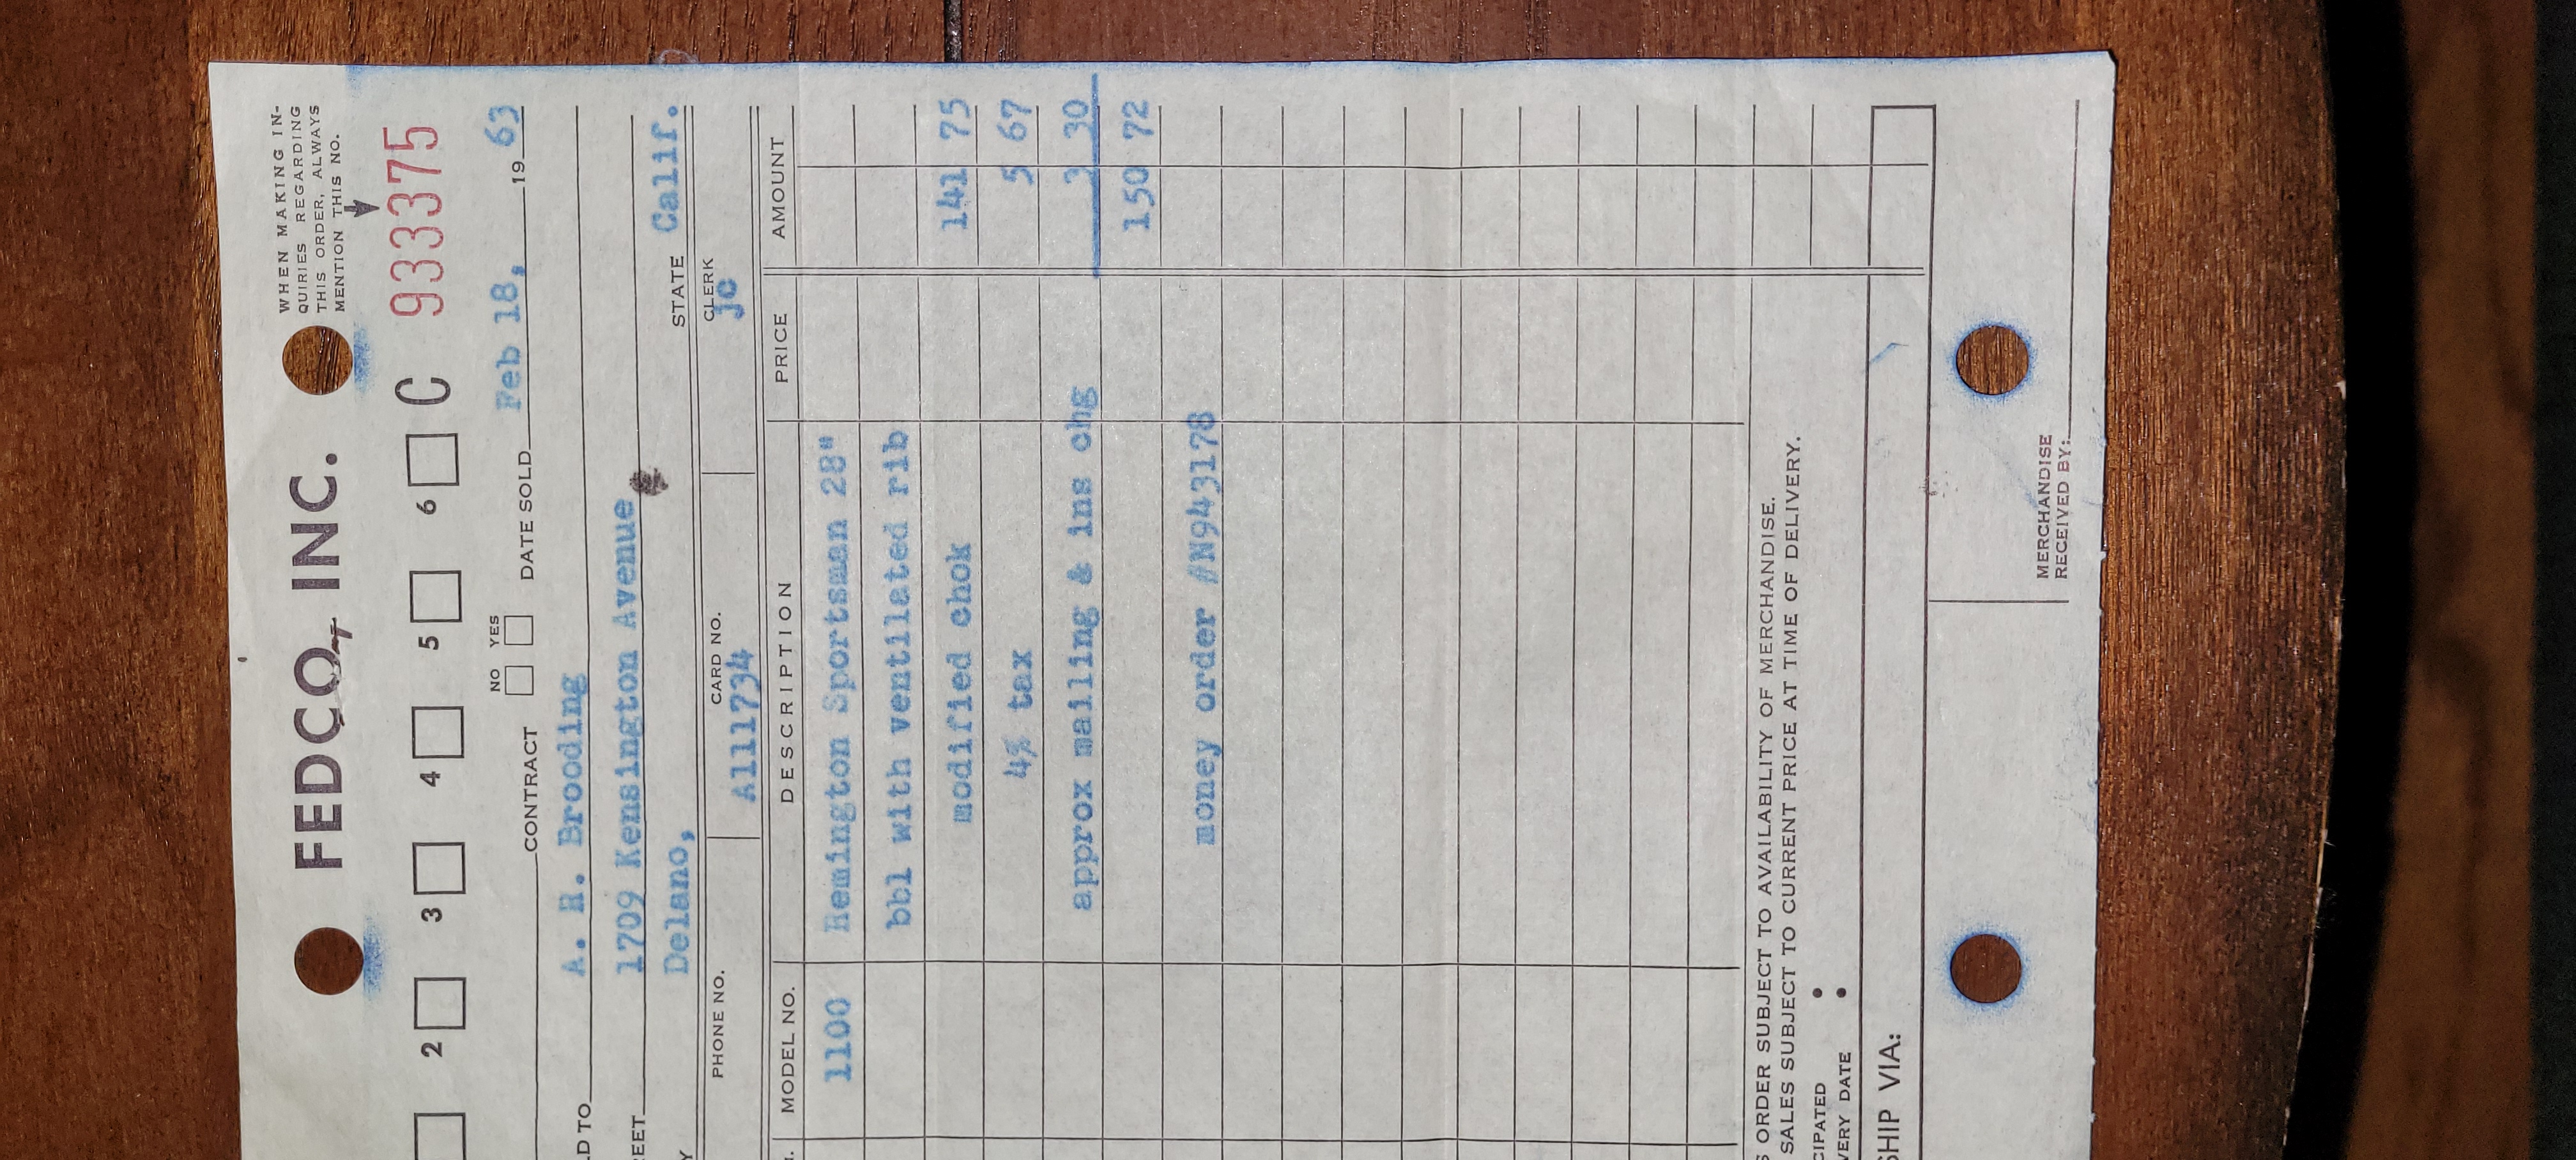 FEDCO, INC.
WHEN MAKING IN-
QUIRIES REGARDING
THIS ORDER, ALWAYS
MENTION THIS NO.
2 3 4 5 6 C 933375
NO YES
CONTRACT DATE SOLD Feb 18, 19 63
LD TO A. H. Brooding
REET 1709 Kensington Avenue
Y Delano, STATE Calif.
PHONE NO. CARD NO. CLERK
A111734 jc
MODEL NO. DESCRIPTION PRICE AMOUNT
1100 Remington Sportsman 28"
bbl with ventilated rib
modified chok 141 75
4% tax 5 67
approx mailing & ins chg 3 30
150 72
money order #N943178
S ORDER SUBJECT TO AVAILABILITY OF MERCHANDISE.
SALES SUBJECT TO CURRENT PRICE AT TIME OF DELIVERY.
CIPATED
VERY DATE
SHIP VIA:
MERCHANDISE
RECEIVED BY: